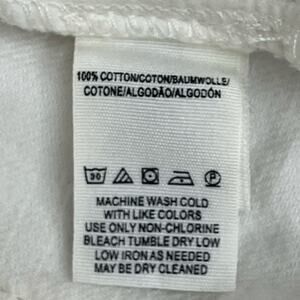 100% COTTON/COTON/BAUMWOLLE/
COTONE/ALGODÃO/ALGODÓN
30 P
MACHINE WASH COLD
WITH LIKE COLORS
USE ONLY NON-CHLORINE
BLEACH TUMBLE DRY LOW
LOW IRON AS NEEDED
MAY BE DRY CLEANED